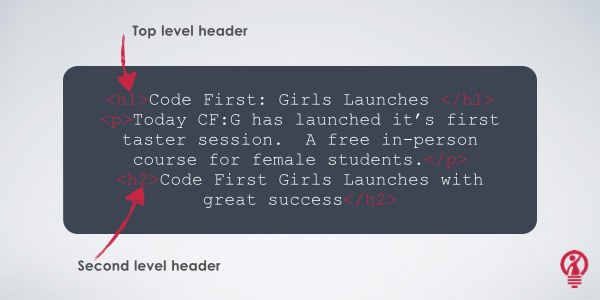 Top level header
<h1>Code First: Girls Launches </h1>
<p>Today CF:G has launched it’s first
taster session.  A free in-person
course for female students.</p>
<h2>Code First Girls Launches with
great success</h2>
Second level header